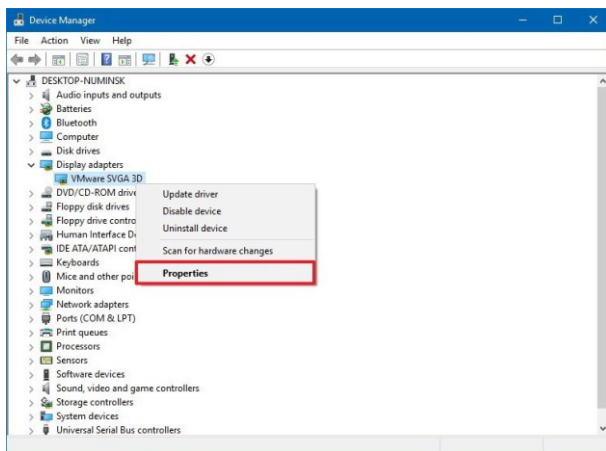 Device Manager
File Action View Help
DESKTOP-NUMINSK
Audio inputs and outputs
Batteries
Bluetooth
Computer
Disk drives
Display adapters
VMware SVGA 3D
DVD/CD-ROM drive
Floppy disk drives
Floppy drive contro
Human Interface De
IDE ATA/ATAPI cont
Keyboards
Mice and other poi
Monitors
Network adapters
Ports (COM & LPT)
Print queues
Processors
Sensors
Software devices
Sound, video and game controllers
Storage controllers
System devices
Universal Serial Bus controllers
Update driver
Disable device
Uninstall device
Scan for hardware changes
Properties